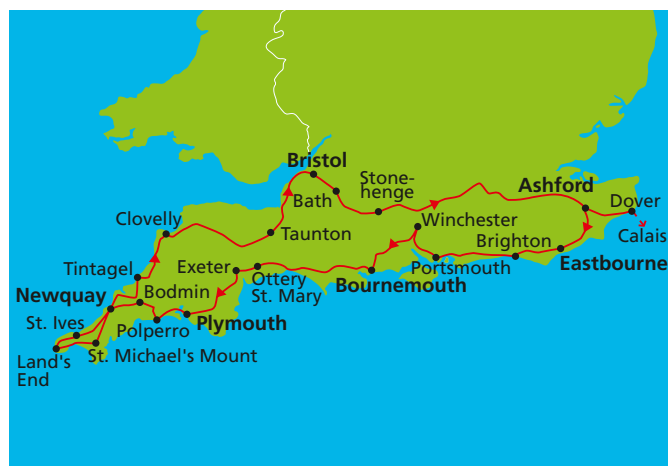 Bristol
Stone-
henge
Bath
Ashford
Dover
Calais
Clovelly
Taunton
Winchester
Brighton
Eastbourne
Tintagel
Exeter
Ottery
St. Mary
Portsmouth
Bournemouth
Newquay
Bodmin
St. Ives
Polperro
Plymouth
St. Michael's Mount
Land's
End